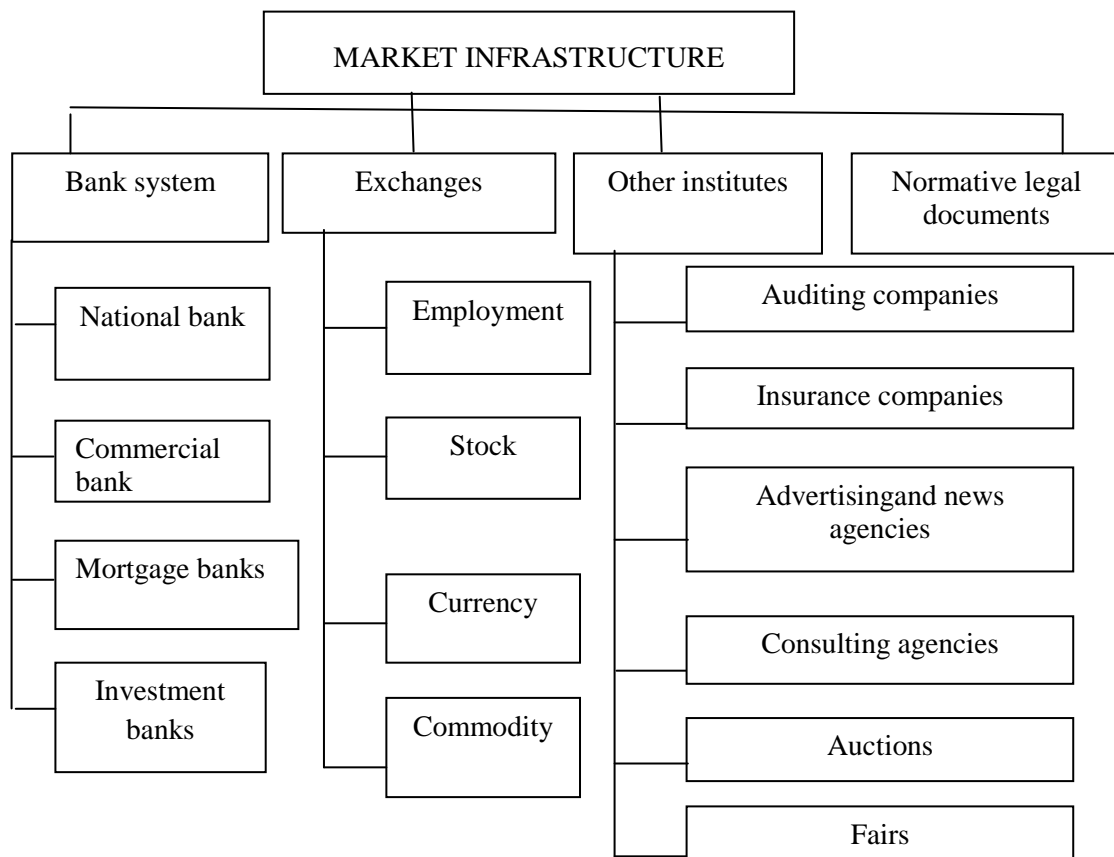 MARKET INFRASTRUCTURE
Bank system
Exchanges
Other institutes
Normative legal
documents
National bank
Commercial
bank
Mortgage banks
Investment
banks
Employment
Stock
Currency
Commodity
Auditing companies
Insurance companies
Advertisingand news
agencies
Consulting agencies
Auctions
Fairs